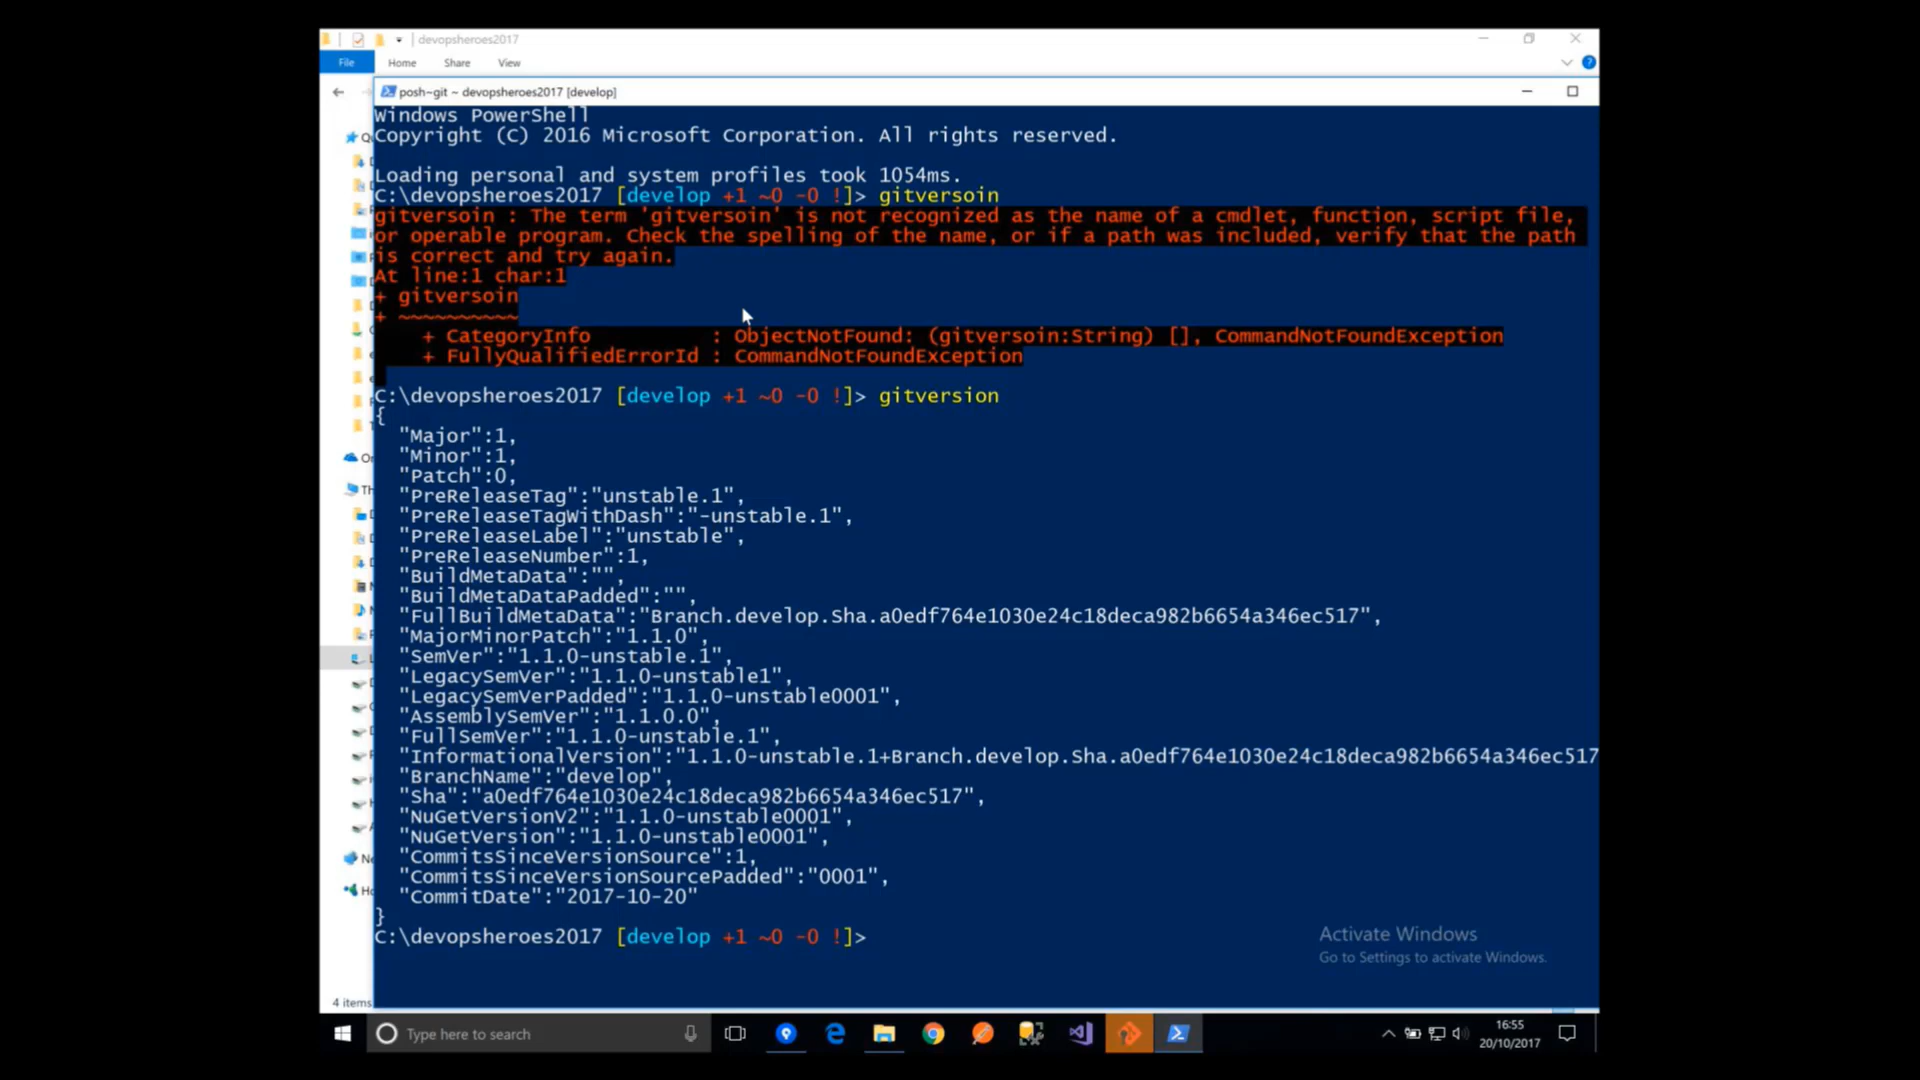 devopsheroes2017
File Home Share View
posh~git ~ devopsheroes2017 [develop]
Windows PowerShell
Copyright (C) 2016 Microsoft Corporation. All rights reserved.
Loading personal and system profiles took 1054ms.
C:\devopsheroes2017 [develop +1 ~0 -0 !]> gitversoin
gitversoin : The term 'gitversoin' is not recognized as the name of a cmdlet, function, script file,
or operable program. Check the spelling of the name, or if a path was included, verify that the path
is correct and try again.
At line:1 char:1
+ gitversoin
+ ~~~~~~~~~~
+ CategoryInfo : ObjectNotFound: (gitversoin:String) [], CommandNotFoundException
+ FullyQualifiedErrorId : CommandNotFoundException
C:\devopsheroes2017 [develop +1 ~0 -0 !]> gitversion
{
"Major":1,
"Minor":1,
"Patch":0,
"PreReleaseTag":"unstable.1",
"PreReleaseTagWithDash":"-unstable.1",
"PreReleaseLabel":"unstable",
"PreReleaseNumber":1,
"BuildMetaData":"",
"BuildMetaDataPadded":"",
"FullBuildMetaData":"Branch.develop.Sha.a0edf764e1030e24c18deca982b6654a346ec517",
"MajorMinorPatch":"1.1.0",
"SemVer":"1.1.0-unstable.1",
"LegacySemVer":"1.1.0-unstable1",
"LegacySemVerPadded":"1.1.0-unstable0001",
"AssemblySemVer":"1.1.0.0",
"FullSemVer":"1.1.0-unstable.1",
"InformationalVersion":"1.1.0-unstable.1+Branch.develop.Sha.a0edf764e1030e24c18deca982b6654a346ec517
"BranchName":"develop",
"Sha":"a0edf764e1030e24c18deca982b6654a346ec517",
"NuGetVersionV2":"1.1.0-unstable0001",
"NuGetVersion":"1.1.0-unstable0001",
"CommitsSinceVersionSource":1,
"CommitsSinceVersionSourcePadded":"0001",
"CommitDate":"2017-10-20"
}
C:\devopsheroes2017 [develop +1 ~0 -0 !]>
Activate Windows
Go to Settings to activate Windows.
4 items
Type here to search
16:55
20/10/2017